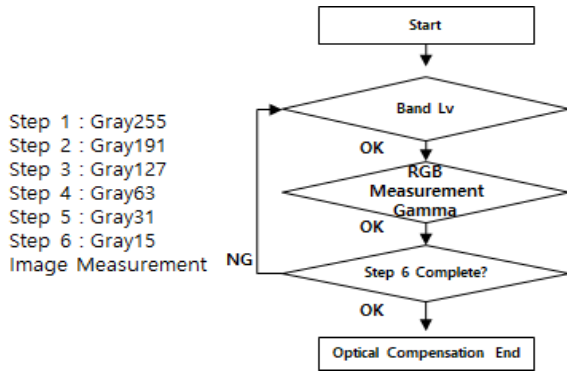 Start
Band Lv
OK
RGB
Measurement
Gamma
OK
Step 6 Complete?
NG
OK
Optical Compensation End
Step 1 : Gray255
Step 2 : Gray191
Step 3 : Gray127
Step 4 : Gray63
Step 5 : Gray31
Step 6 : Gray15
Image Measurement